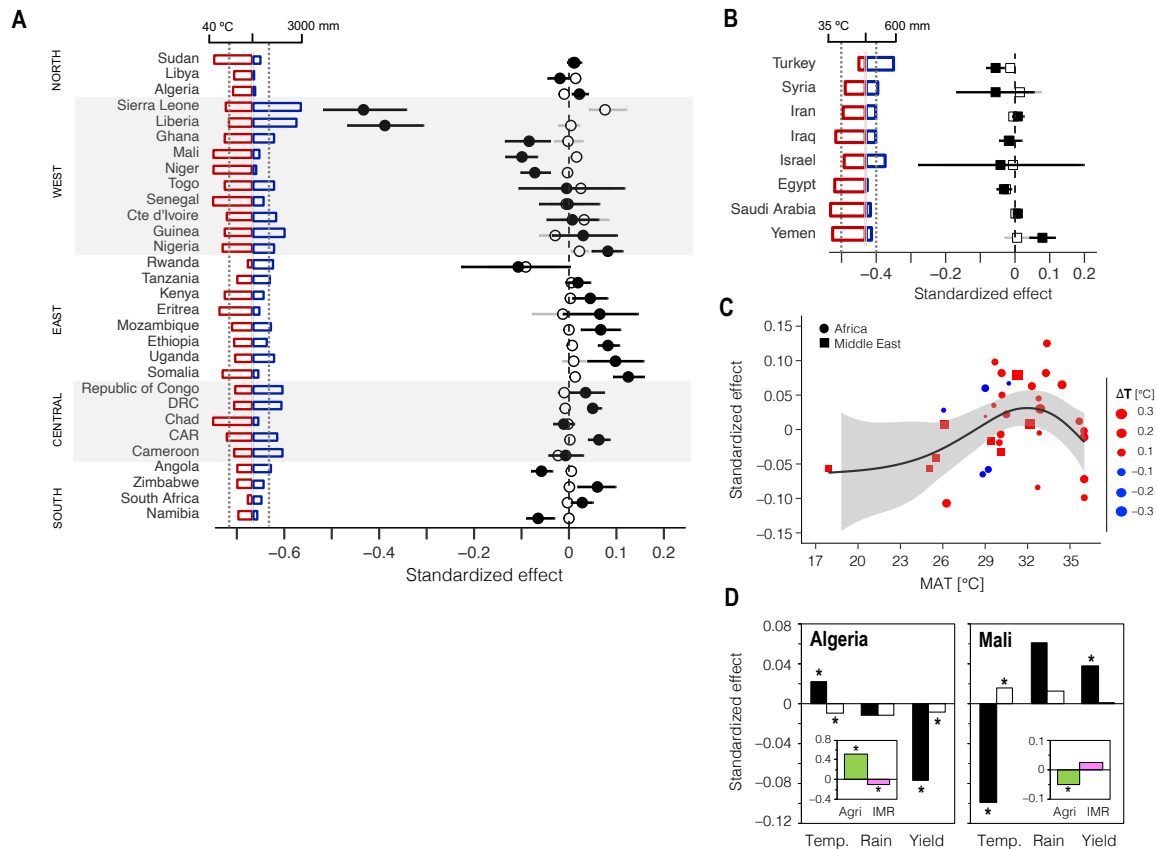 A
40 ºC
3000 mm
NORTH
Sudan
Libya
Algeria
WEST
Sierra Leone
Liberia
Ghana
Mali
Niger
Togo
Senegal
Cte d'Ivoire
Guinea
Nigeria
EAST
Rwanda
Tanzania
Kenya
Eritrea
Mozambique
Ethiopia
Uganda
Somalia
CENTRAL
Republic of Congo
DRC
Chad
CAR
Cameroon
SOUTH
Angola
Zimbabwe
South Africa
Namibia
−0.6 −0.4 −0.2 0 0.1 0.2
Standardized effect
B
35 ºC
600 mm
Turkey
Syria
Iran
Iraq
Israel
Egypt
Saudi Arabia
Yemen
−0.4 −0.2 0 0.1 0.2
Standardized effect
C
Africa
Middle East
Standardized effect
0.15
0.10
0.05
0
−0.05
−0.10
−0.15
17 20 23 26 29 32 35
MAT [°C]
ΔT [°C]
0.3
0.2
0.1
−0.1
−0.2
−0.3
D
Standardized effect
0.08
0.04
0
−0.04
−0.08
−0.12
Algeria
* * * *
0.8
0.4
0
−0.4
* *
Agri IMR
Temp. Rain Yield
Mali
* * *
0.1
0
−0.1
*
Agri IMR
Temp. Rain Yield